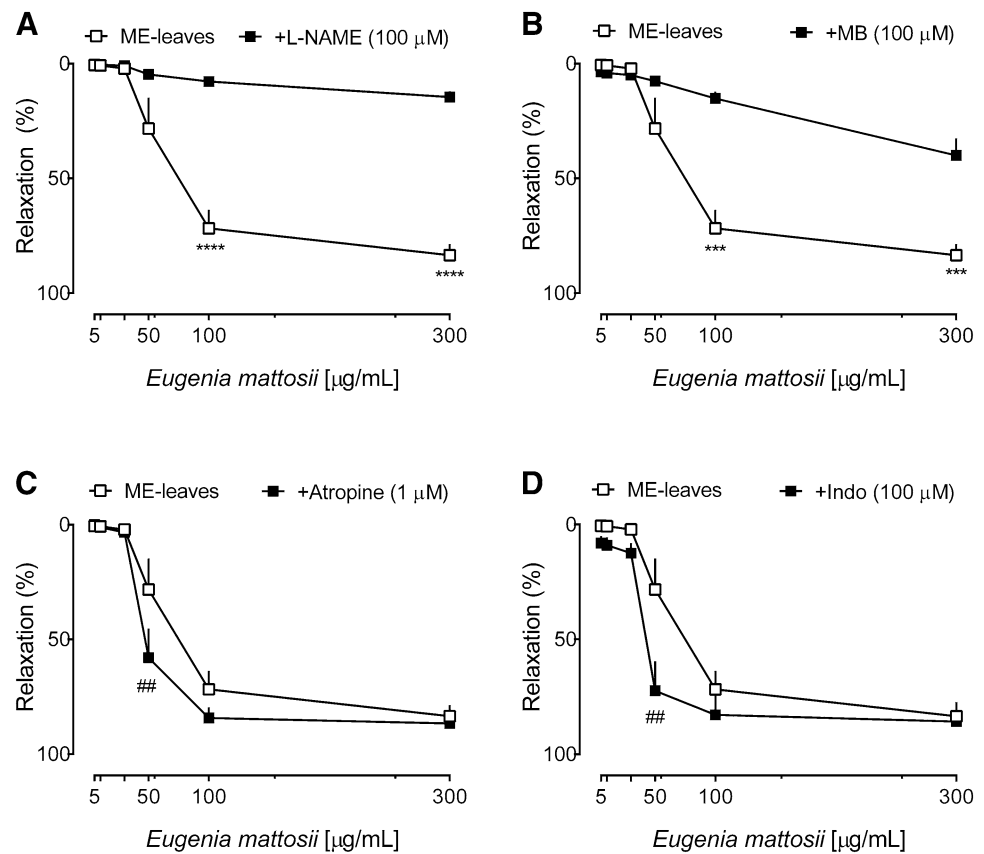 A
ME-leaves +L-NAME (100 μM)
0
50
100
Relaxation (%)
5 50 100 300
Eugenia mattosii [μg/mL]
****
****
B
ME-leaves +MB (100 μM)
0
50
100
Relaxation (%)
5 50 100 300
Eugenia mattosii [μg/mL]
***
***
C
ME-leaves +Atropine (1 μM)
0
50
100
Relaxation (%)
5 50 100 300
Eugenia mattosii [μg/mL]
##
D
ME-leaves +Indo (100 μM)
0
50
100
Relaxation (%)
5 50 100 300
Eugenia mattosii [μg/mL]
##